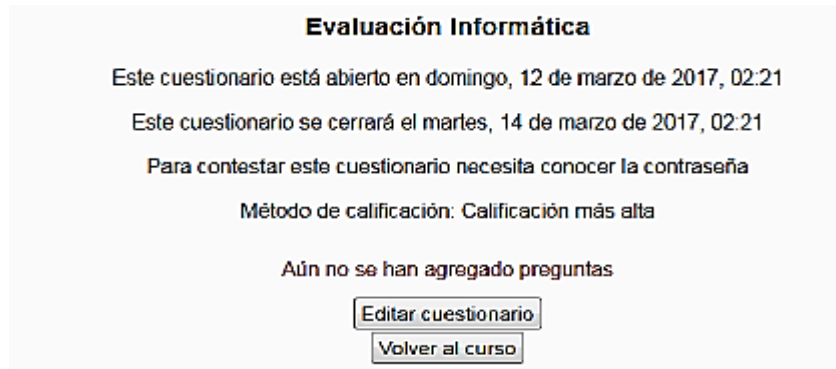 Evaluación Informática
Este cuestionario está abierto en domingo, 12 de marzo de 2017, 02:21
Este cuestionario se cerrará el martes, 14 de marzo de 2017, 02:21
Para contestar este cuestionario necesita conocer la contraseña
Método de calificación: Calificación más alta
Aún no se han agregado preguntas
Editar cuestionario
Volver al curso